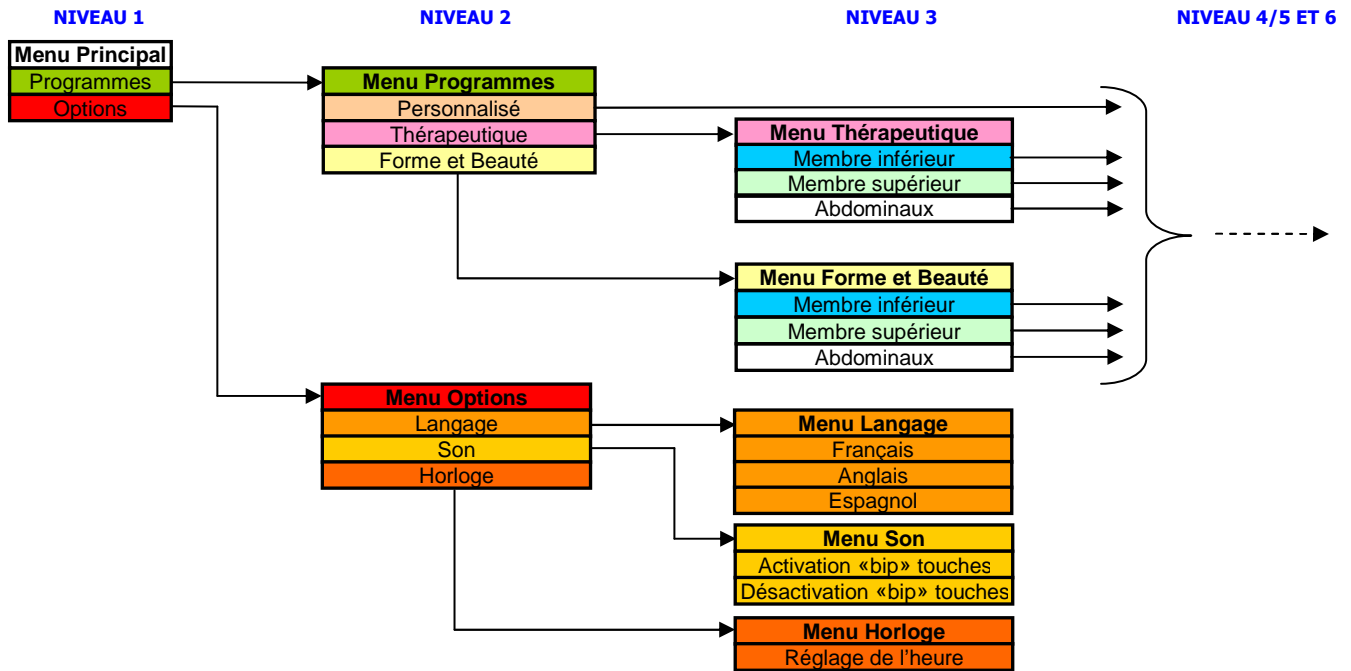 NIVEAU 1
NIVEAU 2
NIVEAU 3
NIVEAU 4/5 ET 6
Menu Principal
Programmes
Options
Menu Programmes
Personnalisé
Thérapeutique
Forme et Beauté
Menu Thérapeutique
Membre inférieur
Membre supérieur
Abdominaux
Menu Forme et Beauté
Membre inférieur
Membre supérieur
Abdominaux
Menu Options
Langage
Son
Horloge
Menu Langage
Français
Anglais
Espagnol
Menu Son
Activation «bip» touches
Désactivation «bip» touches
Menu Horloge
Réglage de l'heure